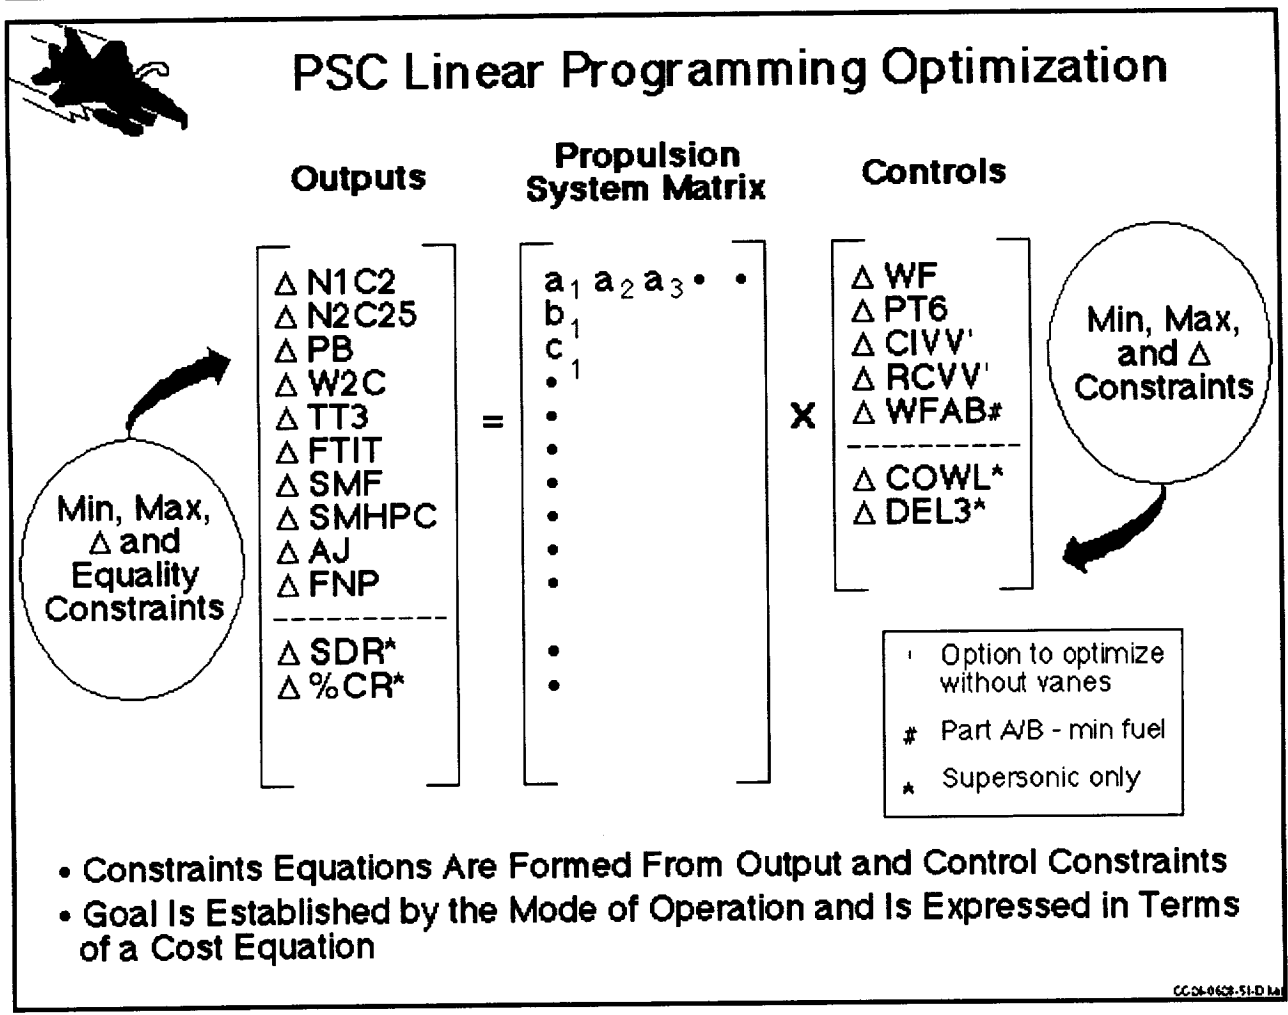 PSC Linear Programming Optimization
Outputs
Propulsion
System Matrix
Controls
Δ N1C2
Δ N2C25
Δ PB
Δ W2C
Δ TT3
Δ FTIT
Δ SMF
Δ SMHPC
Δ AJ
Δ FNP
Δ SDR*
Δ %CR*
=
a1 a2 a3 • •
b1
c1
X
Δ WF
Δ PT6
Δ CIVV'
Δ RCVV'
Δ WFAB#
Δ COWL*
Δ DEL3*
Min, Max,
and Δ
Constraints
Min, Max,
Δ and
Equality
Constraints
' Option to optimize
without vanes
# Part A/B - min fuel
* Supersonic only
• Constraints Equations Are Formed From Output and Control Constraints
• Goal Is Established by the Mode of Operation and Is Expressed in Terms
of a Cost Equation